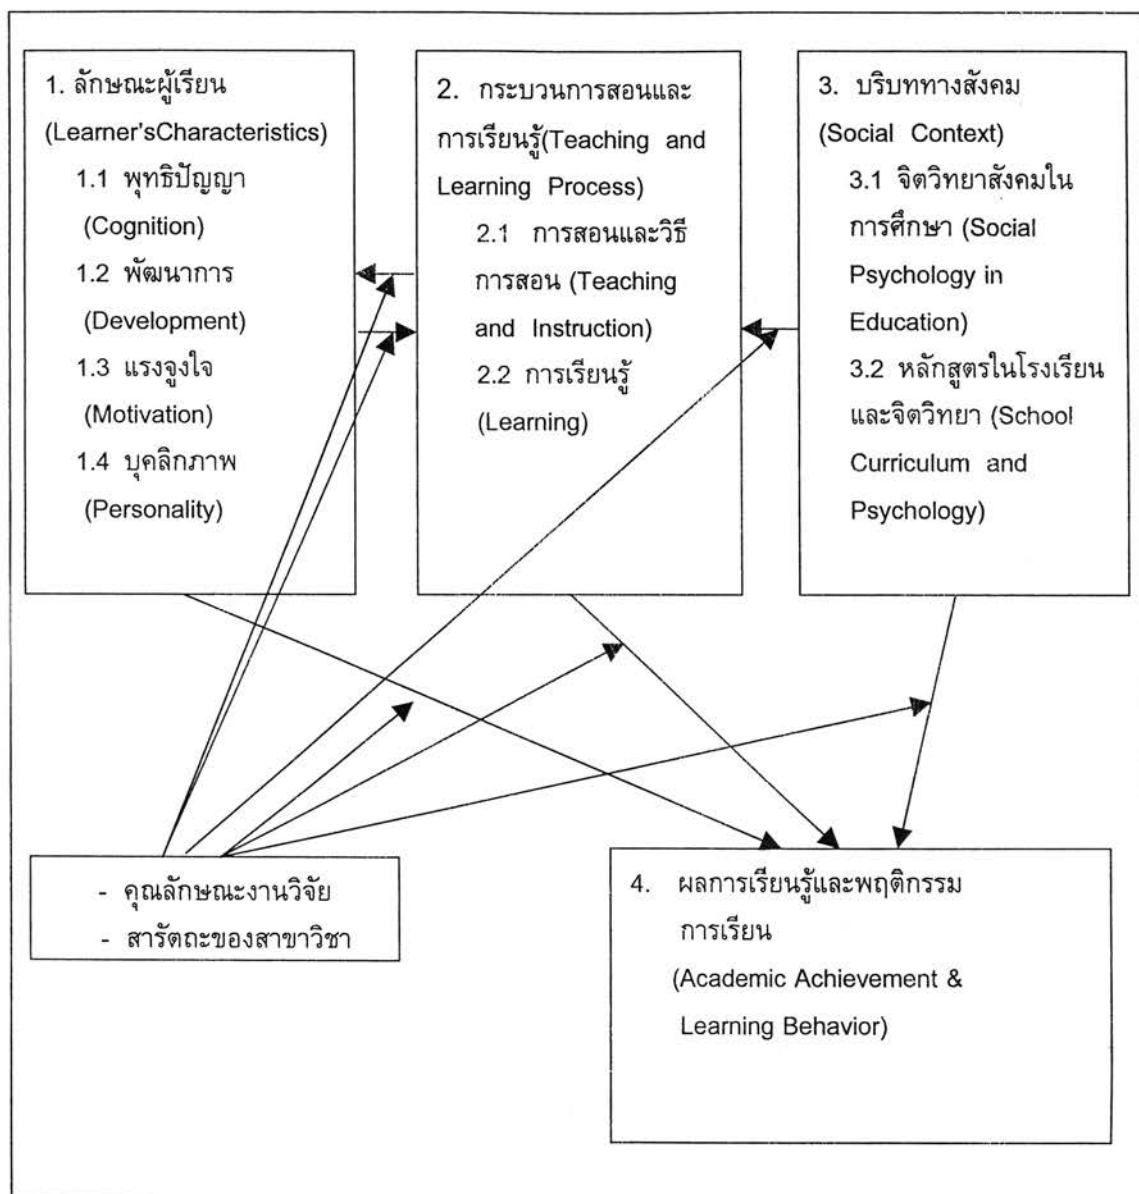 1. ลักษณะผู้เรียน
(Learner'sCharacteristics)
1.1 พุทธิปัญญา
(Cognition)
1.2 พัฒนาการ
(Development)
1.3 แรงจูงใจ
(Motivation)
1.4 บุคลิกภาพ
(Personality)
2. กระบวนการสอนและ
การเรียนรู้(Teaching and
Learning Process)
2.1 การสอนและวิธี
การสอน (Teaching
and Instruction)
2.2 การเรียนรู้
(Learning)
3. บริบททางสังคม
(Social Context)
3.1 จิตวิทยาสังคมใน
การศึกษา (Social
Psychology in
Education)
3.2 หลักสูตรในโรงเรียน
และจิตวิทยา (School
Curriculum and
Psychology)
- คุณลักษณะงานวิจัย
- สารัตถะของสาขาวิชา
4. ผลการเรียนรู้และพฤติกรรม
การเรียน
(Academic Achievement &
Learning Behavior)